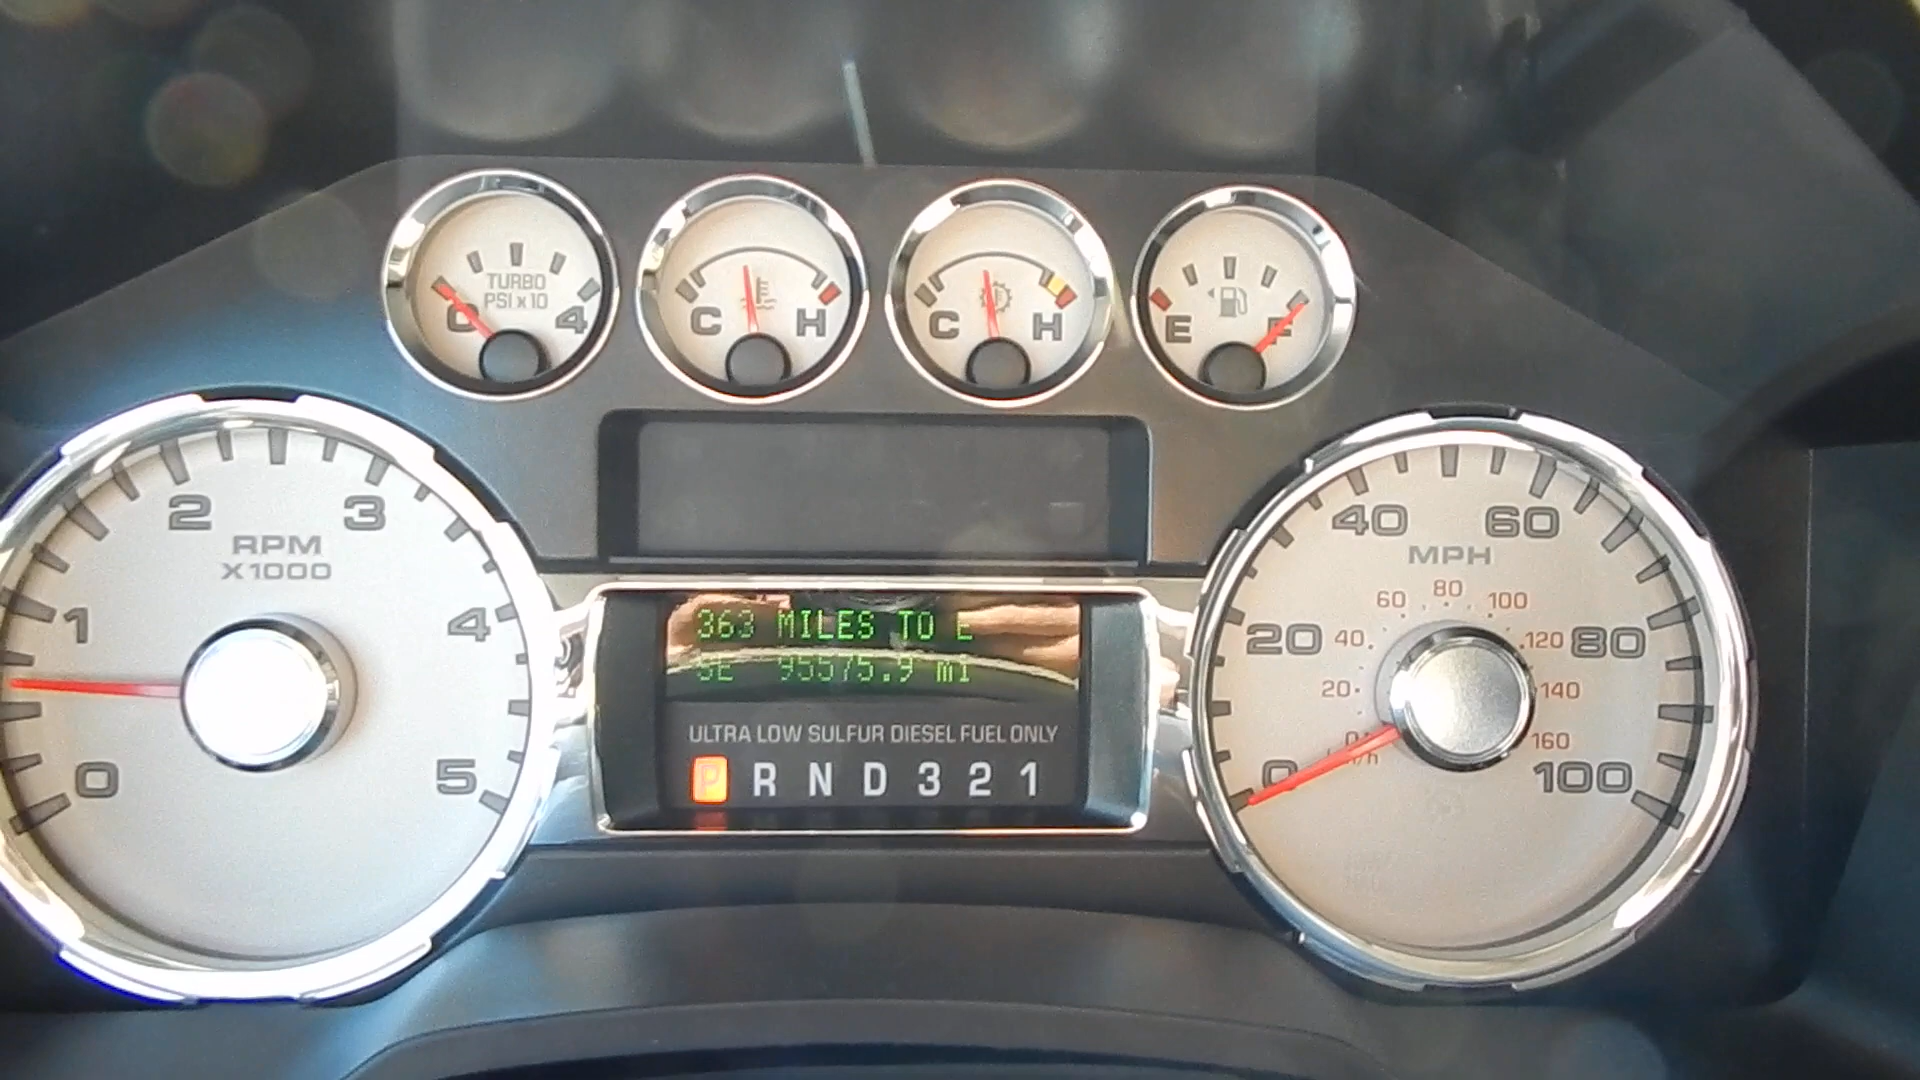 TURBO
PSI x 10
0 4
C H
C H
E F
RPM
X1000
0 1 2 3 4 5
363 MILES TO E
SE 95575.9 mi
ULTRA LOW SULFUR DIESEL FUEL ONLY
P R N D 3 2 1
MPH
0 20 40 60 80 100
20 40 60 80 100 120 140 160